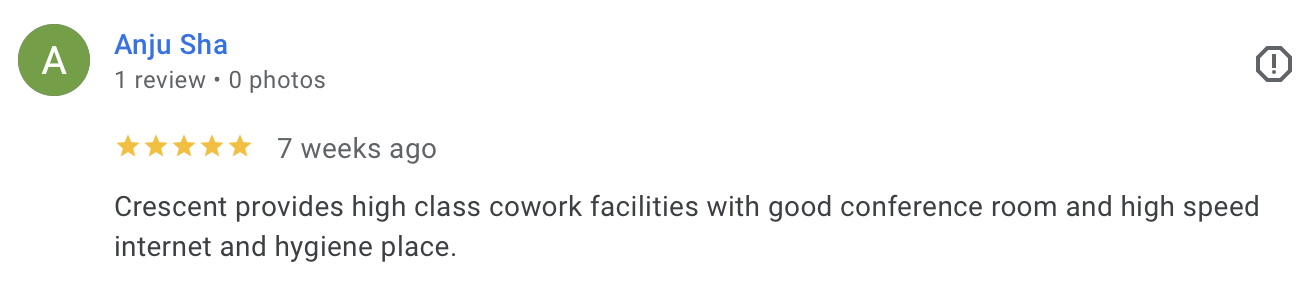 A
Anju Sha
1 review • 0 photos
7 weeks ago
Crescent provides high class cowork facilities with good conference room and high speed
internet and hygiene place.